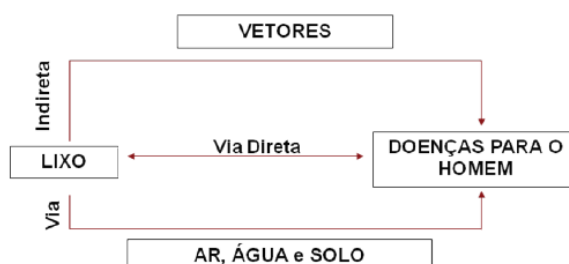 VETORES
Indireta
LIXO
Via Direta
DOENÇAS PARA O
HOMEM
Via
AR, ÁGUA e SOLO